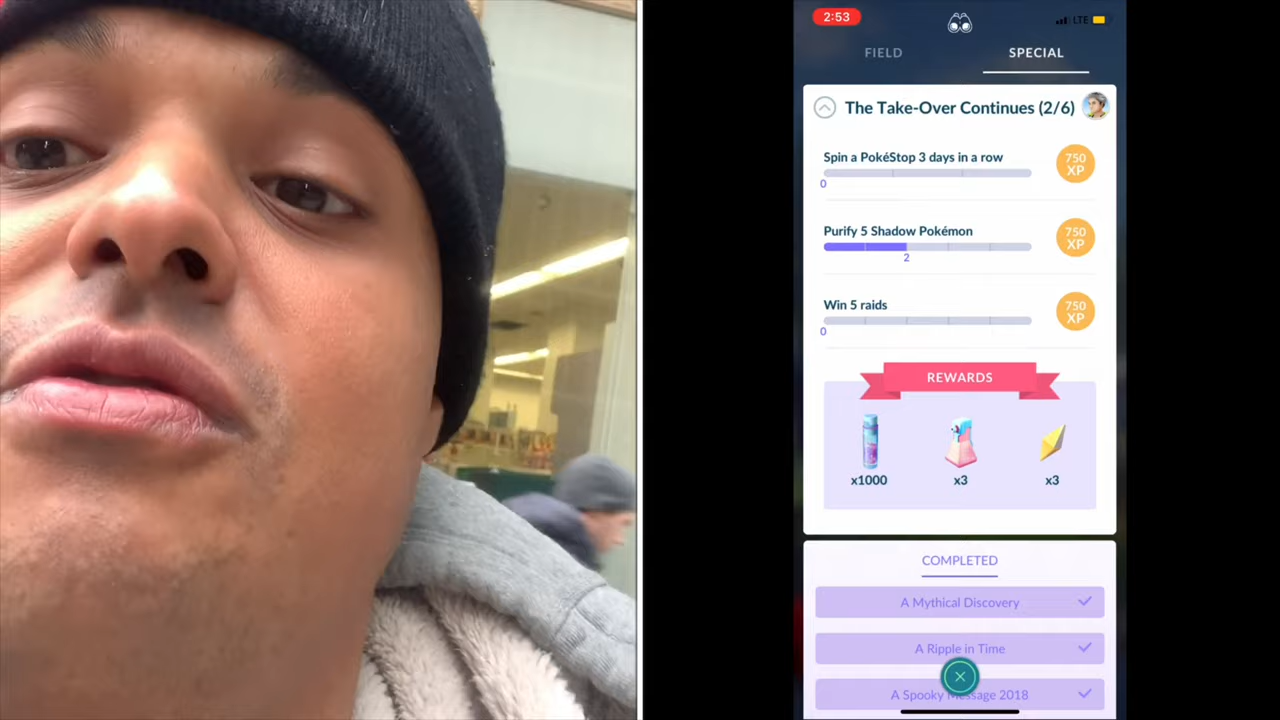 2:53
LTE
FIELD
SPECIAL
The Take-Over Continues (2/6)
Spin a PokéStop 3 days in a row
750
XP
0
Purify 5 Shadow Pokémon
750
XP
2
Win 5 raids
750
XP
0
REWARDS
x1000
x3
x3
COMPLETED
A Mythical Discovery
A Ripple in Time
A Spooky Message 2018